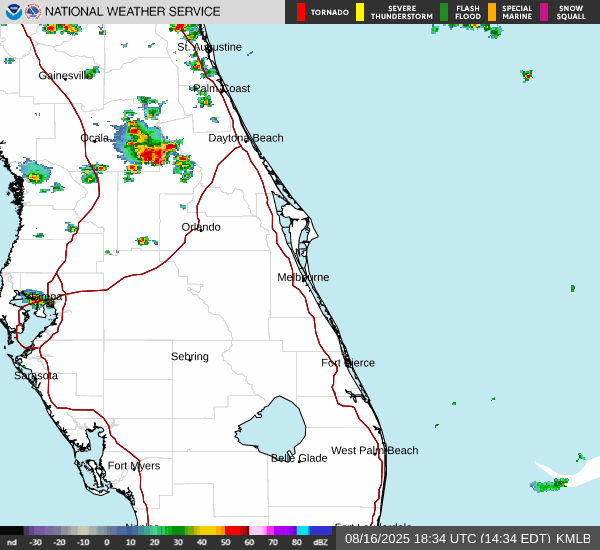 NATIONAL WEATHER SERVICE
TORNADO
SEVERE THUNDERSTORM
FLASH FLOOD
SPECIAL MARINE
SNOW SQUALL
St. Augustine
Gainesville
Palm Coast
Ocala
Daytona Beach
Orlando
Melbourne
Tampa
Sebring
Fort Pierce
Sarasota
West Palm Beach
Belle Glade
Fort Myers
nd -30 -20 -10 0 10 20 30 40 50 60 70 80 dBZ
08/16/2025 18:34 UTC (14:34 EDT) KMLB